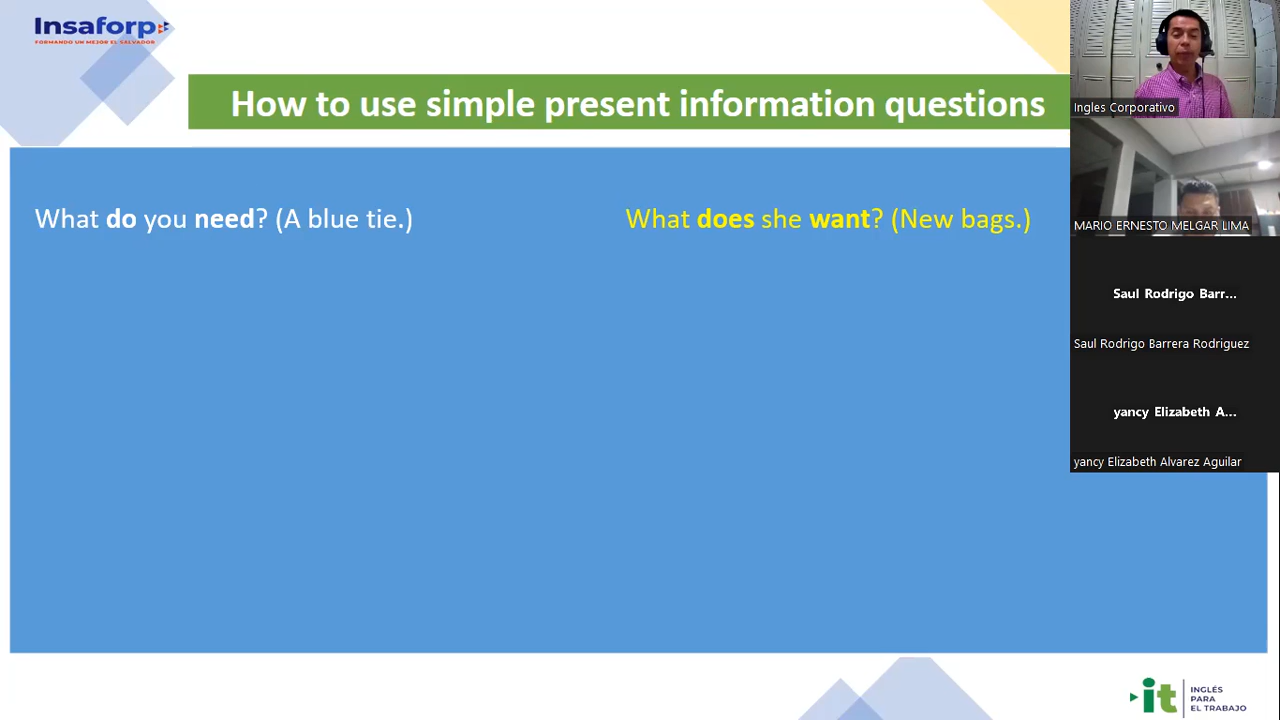 Insaforp
FORMANDO UN MEJOR EL SALVADOR
How to use simple present information questions
What do you need? (A blue tie.)
What does she want? (New bags.)
Ingles Corporativo
MARIO ERNESTO MELGAR LIMA
Saul Rodrigo Barr...
Saul Rodrigo Barrera Rodriguez
yancy Elizabeth A...
yancy Elizabeth Alvarez Aguilar
it
INGLÉS
PARA
EL TRABAJO